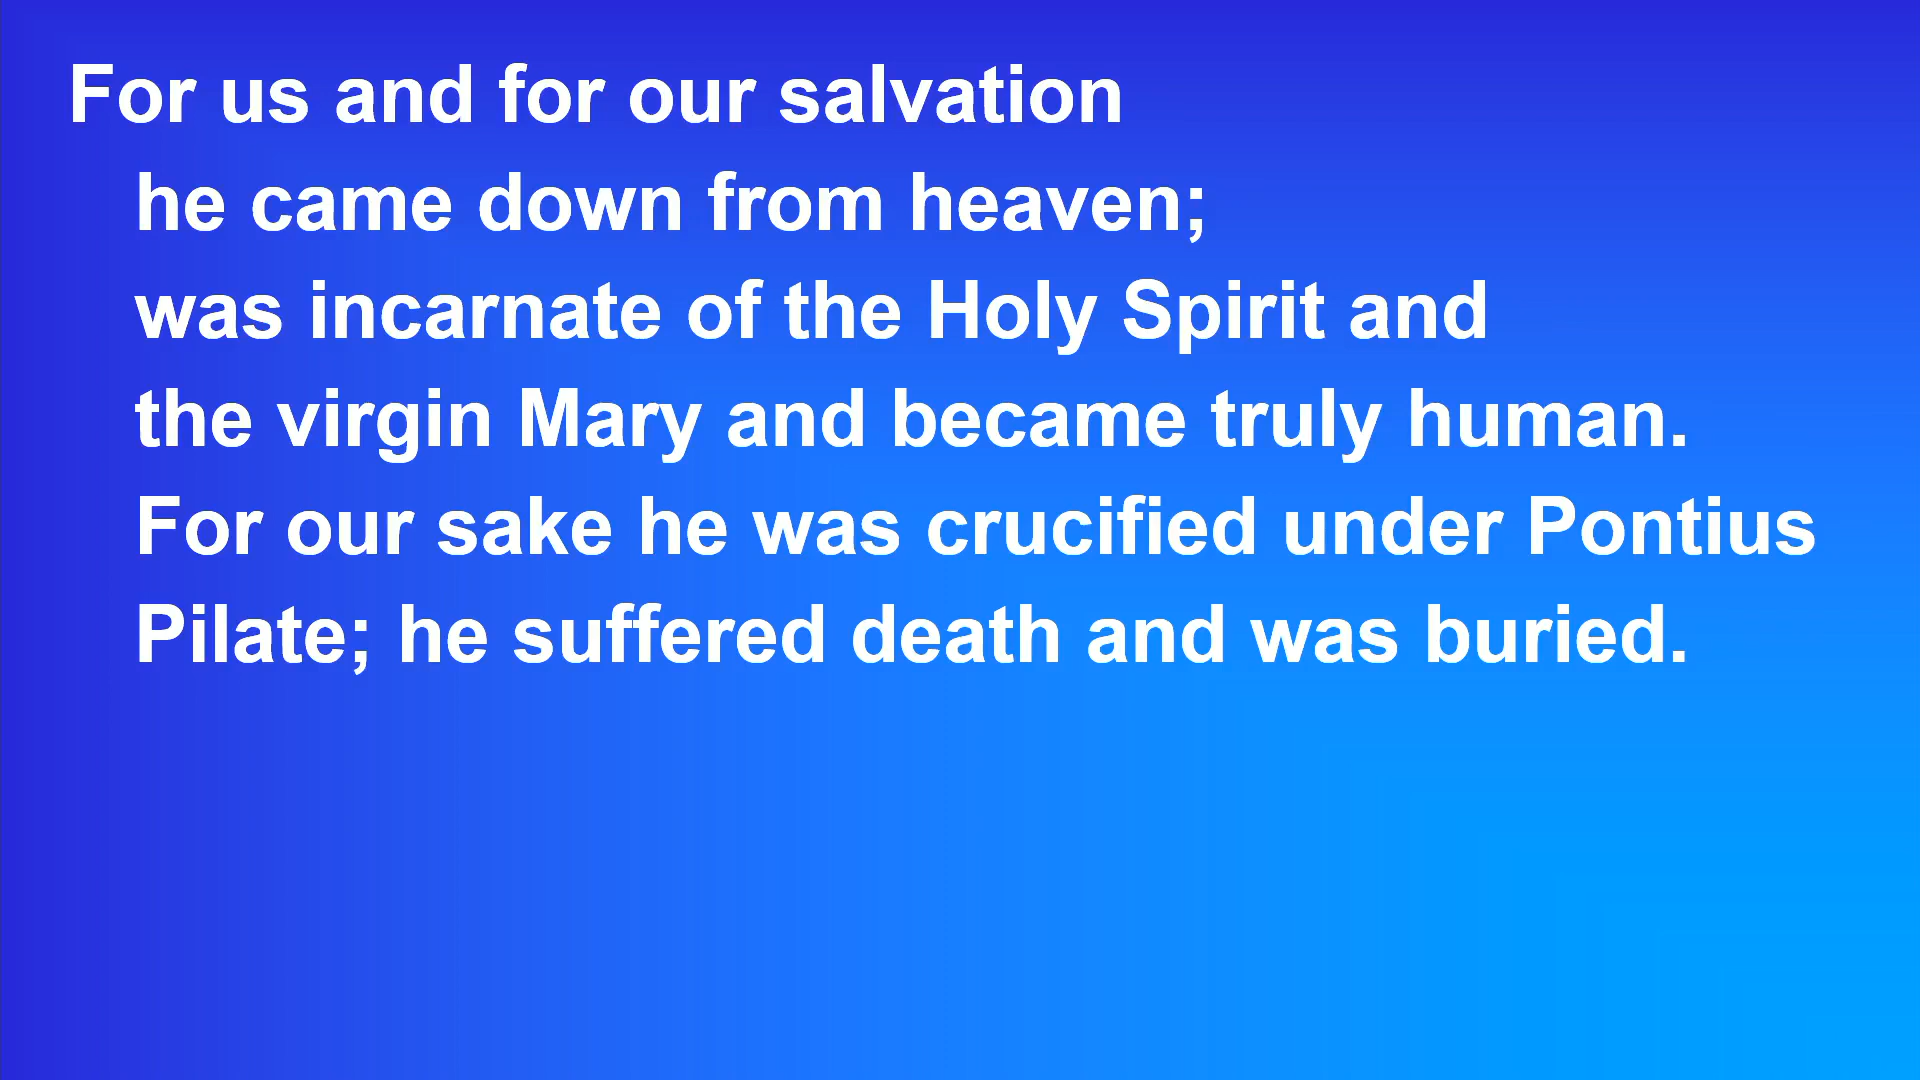 For us and for our salvation
he came down from heaven;
was incarnate of the Holy Spirit and
the virgin Mary and became truly human.
For our sake he was crucified under Pontius
Pilate; he suffered death and was buried.